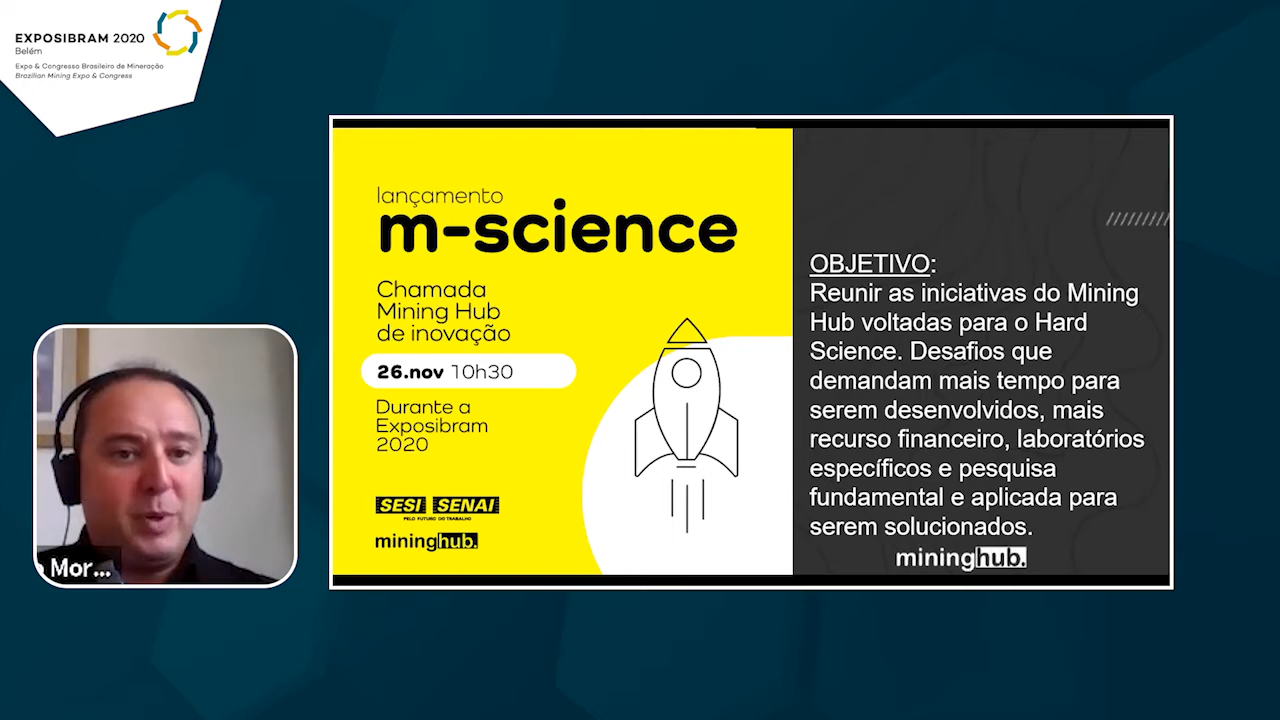 EXPOSIBRAM 2020
Belém
Expo & Congresso Brasileiro de Mineração
Brazilian Mining Expo & Congress
lançamento
m-science
Chamada
Mining Hub
de inovação
26.nov 10h30
Durante a
Exposibram
2020
SESI SENAI
PELO FUTURO DO TRABALHO
mininghub.
OBJETIVO:
Reunir as iniciativas do Mining
Hub voltadas para o Hard
Science. Desafios que
demandam mais tempo para
serem desenvolvidos, mais
recurso financeiro, laboratórios
específicos e pesquisa
fundamental e aplicada para
serem solucionados.
mininghub.
o Mor...